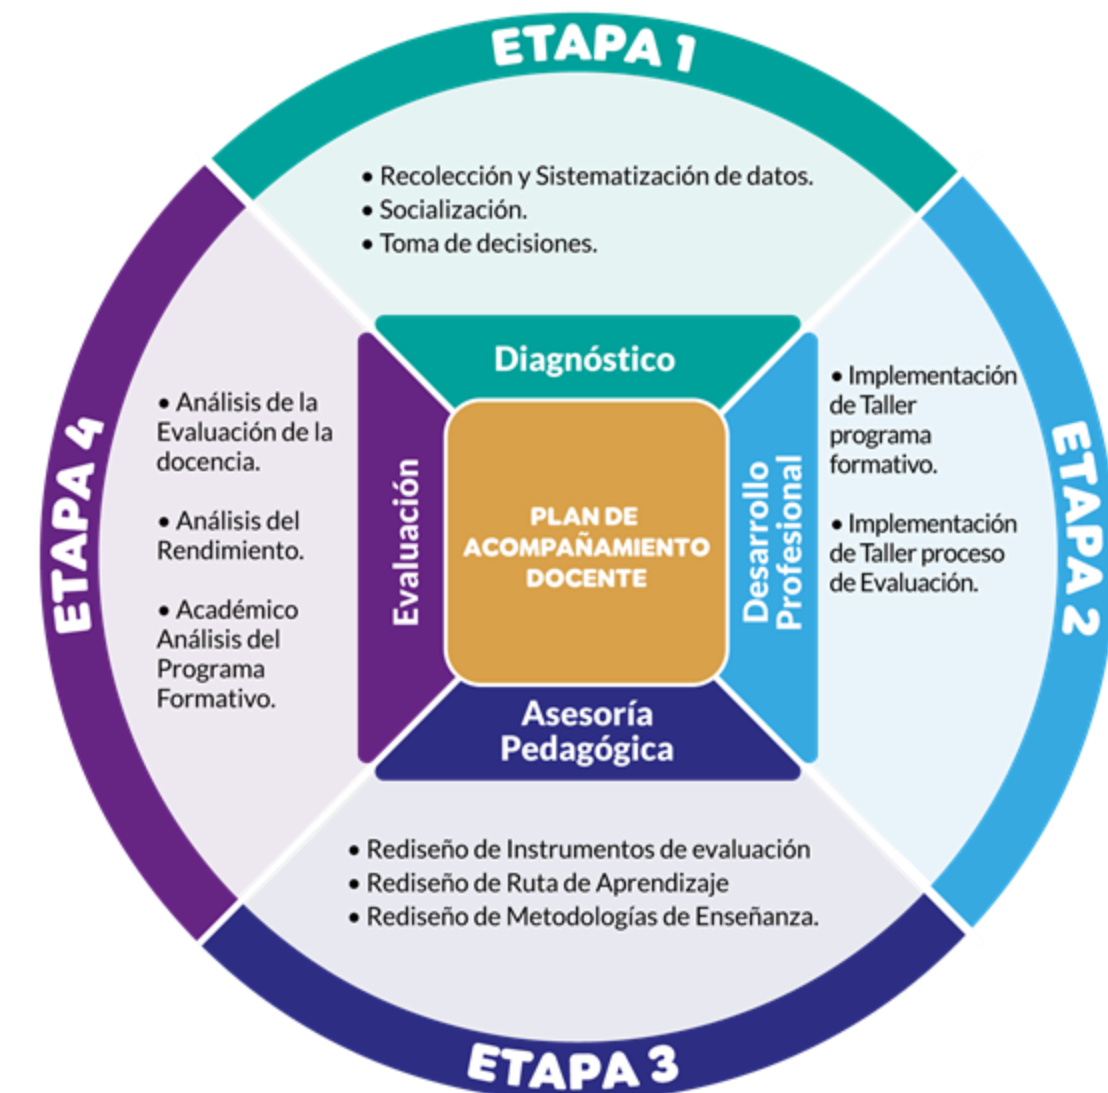 ETAPA 1
• Recolección y Sistematización de datos.
• Socialización.
• Toma de decisiones.
Diagnóstico
ETAPA 2
• Implementación
de Taller
programa
formativo.
• Implementación
de Taller proceso
de Evaluación.
Desarrollo
Profesional
PLAN DE
ACOMPAÑAMIENTO
DOCENTE
Asesoría
Pedagógica
• Rediseño de Instrumentos de evaluación
• Rediseño de Ruta de Aprendizaje
• Rediseño de Metodologías de Enseñanza.
ETAPA 3
ETAPA 4
• Análisis de la
Evaluación de la
docencia.
• Análisis del
Rendimiento.
• Académico
Análisis del
Programa
Formativo.
Evaluación